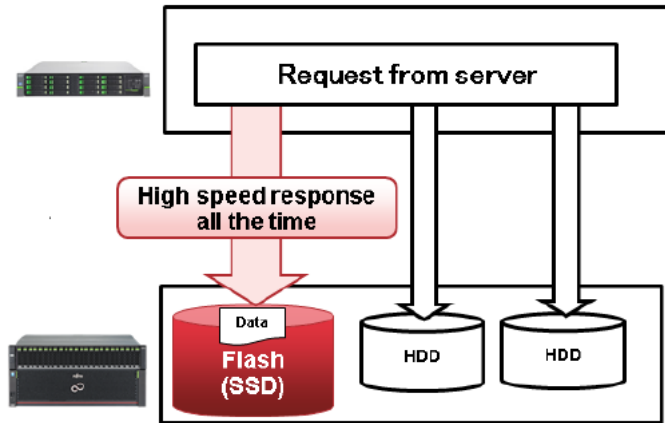 Request from server
High speed response
all the time
Data
Flash
(SSD)
HDD
HDD